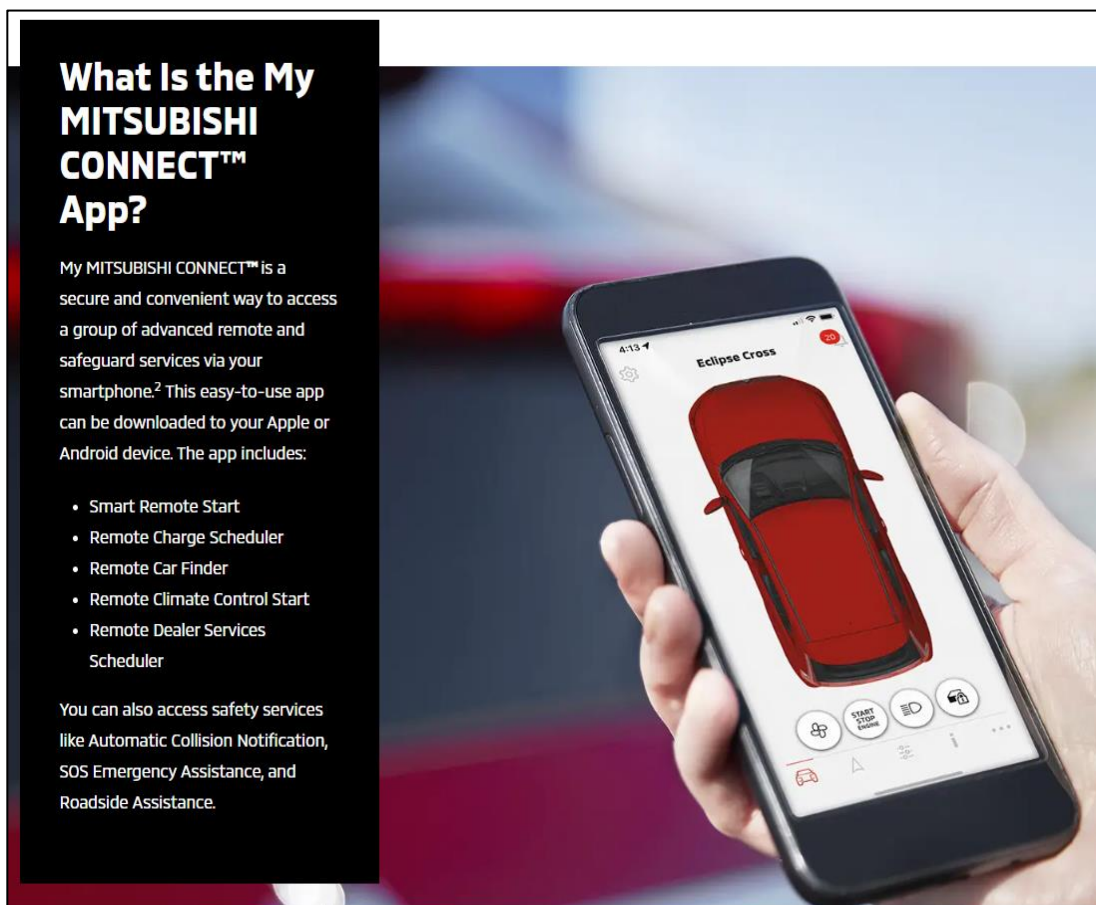 What Is the My
MITSUBISHI
CONNECT™
App?
My MITSUBISHI CONNECT™ is a
secure and convenient way to access
a group of advanced remote and
safeguard services via your
smartphone.² This easy-to-use app
can be downloaded to your Apple or
Android device. The app includes:
• Smart Remote Start
• Remote Charge Scheduler
• Remote Car Finder
• Remote Climate Control Start
• Remote Dealer Services
Scheduler
You can also access safety services
like Automatic Collision Notification,
SOS Emergency Assistance, and
Roadside Assistance.
4:13
20
Eclipse Cross
START
STOP
ENGINE